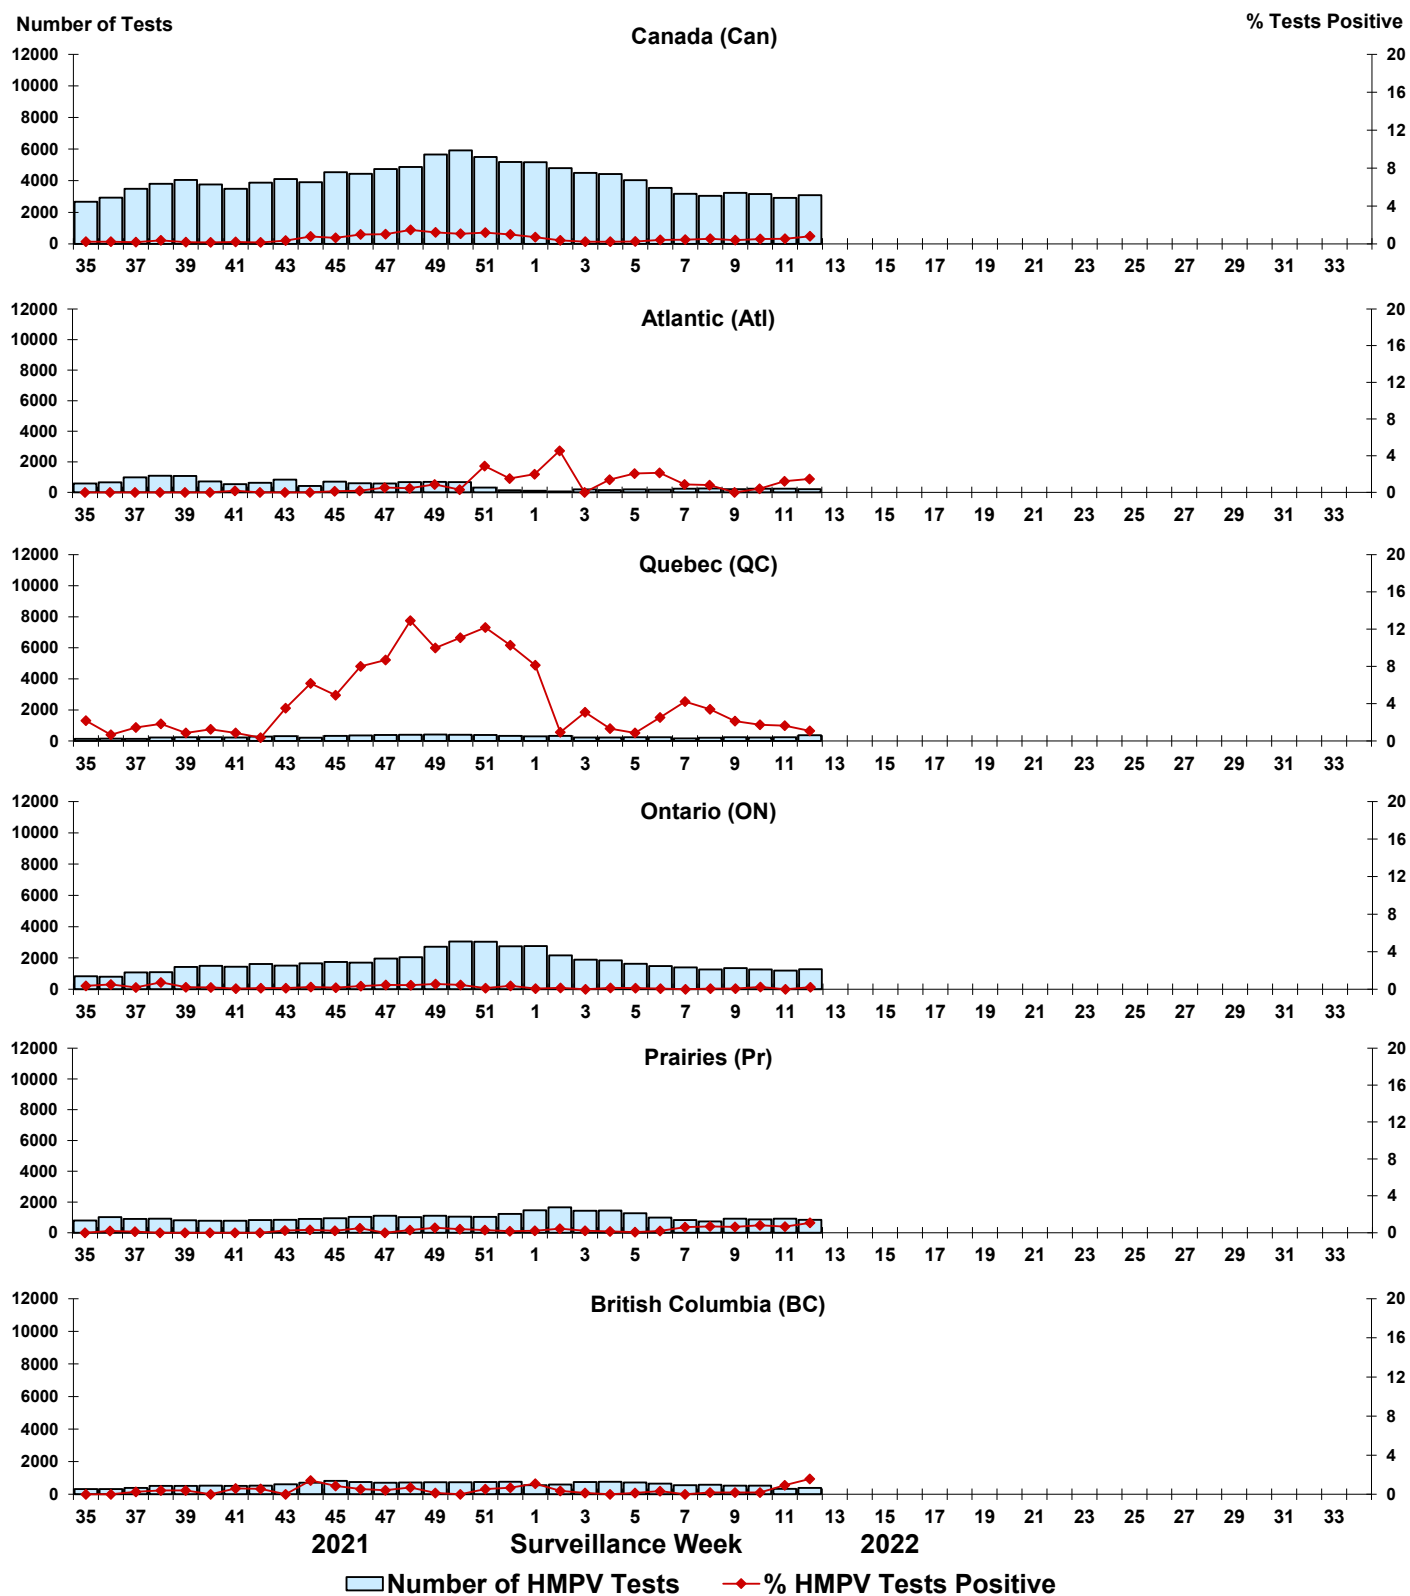 Number of Tests
% Tests Positive
Canada (Can)
12000 10000 8000 6000 4000 2000 0
20 16 12 8 4 0
35 37 39 41 43 45 47 49 51 1 3 5 7 9 11 13 15 17 19 21 23 25 27 29 31 33
Atlantic (Atl)
12000 10000 8000 6000 4000 2000 0
20 16 12 8 4 0
35 37 39 41 43 45 47 49 51 1 3 5 7 9 11 13 15 17 19 21 23 25 27 29 31 33
Quebec (QC)
12000 10000 8000 6000 4000 2000 0
20 16 12 8 4 0
35 37 39 41 43 45 47 49 51 1 3 5 7 9 11 13 15 17 19 21 23 25 27 29 31 33
Ontario (ON)
12000 10000 8000 6000 4000 2000 0
20 16 12 8 4 0
35 37 39 41 43 45 47 49 51 1 3 5 7 9 11 13 15 17 19 21 23 25 27 29 31 33
Prairies (Pr)
12000 10000 8000 6000 4000 2000 0
20 16 12 8 4 0
35 37 39 41 43 45 47 49 51 1 3 5 7 9 11 13 15 17 19 21 23 25 27 29 31 33
British Columbia (BC)
12000 10000 8000 6000 4000 2000 0
20 16 12 8 4 0
35 37 39 41 43 45 47 49 51 1 3 5 7 9 11 13 15 17 19 21 23 25 27 29 31 33
2021 Surveillance Week 2022
Number of HMPV Tests % HMPV Tests Positive